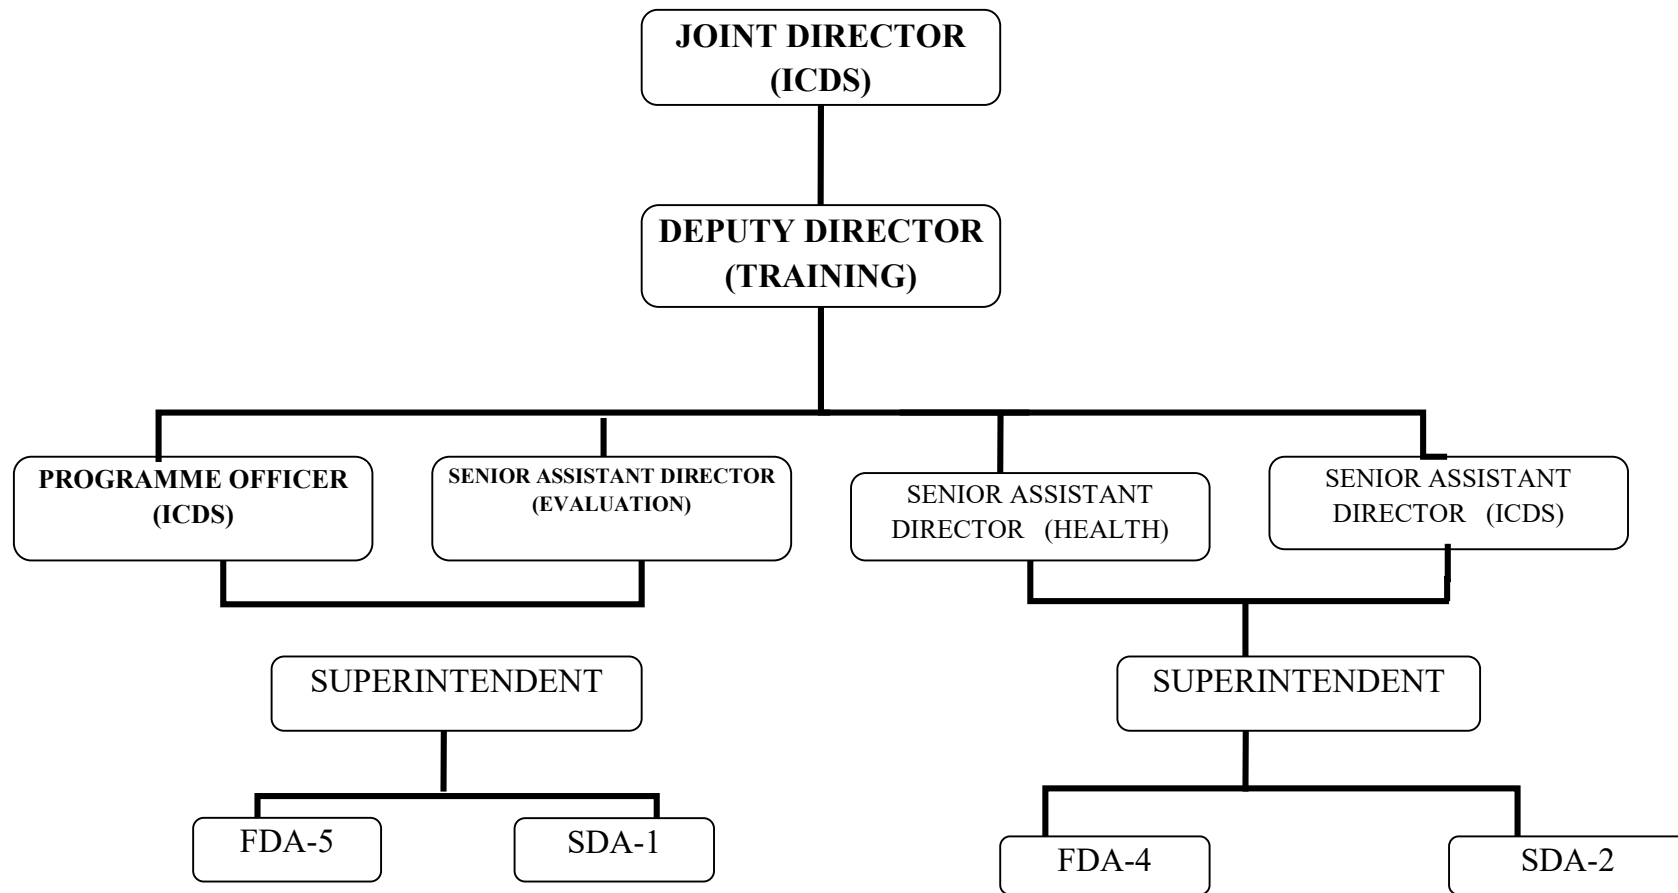 JOINT DIRECTOR
(ICDS)
DEPUTY DIRECTOR
(TRAINING)
PROGRAMME OFFICER
(ICDS)
SENIOR ASSISTANT DIRECTOR
(EVALUATION)
SENIOR ASSISTANT
DIRECTOR (HEALTH)
SENIOR ASSISTANT
DIRECTOR (ICDS)
SUPERINTENDENT
SUPERINTENDENT
FDA-5
SDA-1
FDA-4
SDA-2